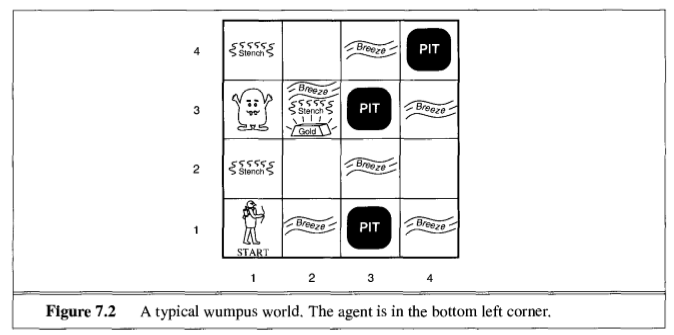 4 Stench Breeze PIT
Breeze
3 Stench PIT Breeze
Gold
2 Stench Breeze
1 Breeze PIT Breeze
START
1 2 3 4
Figure 7.2 A typical wumpus world. The agent is in the bottom left corner.